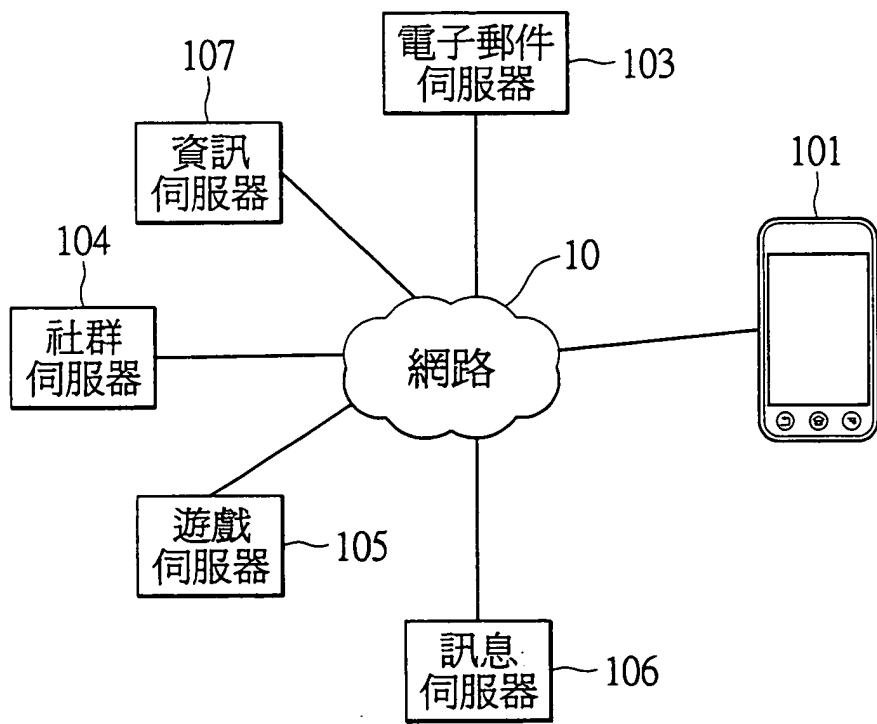 電子郵件
伺服器
103
107
資訊
伺服器
101
104
10
社群
伺服器
網路
遊戲
伺服器
105
訊息
伺服器
106